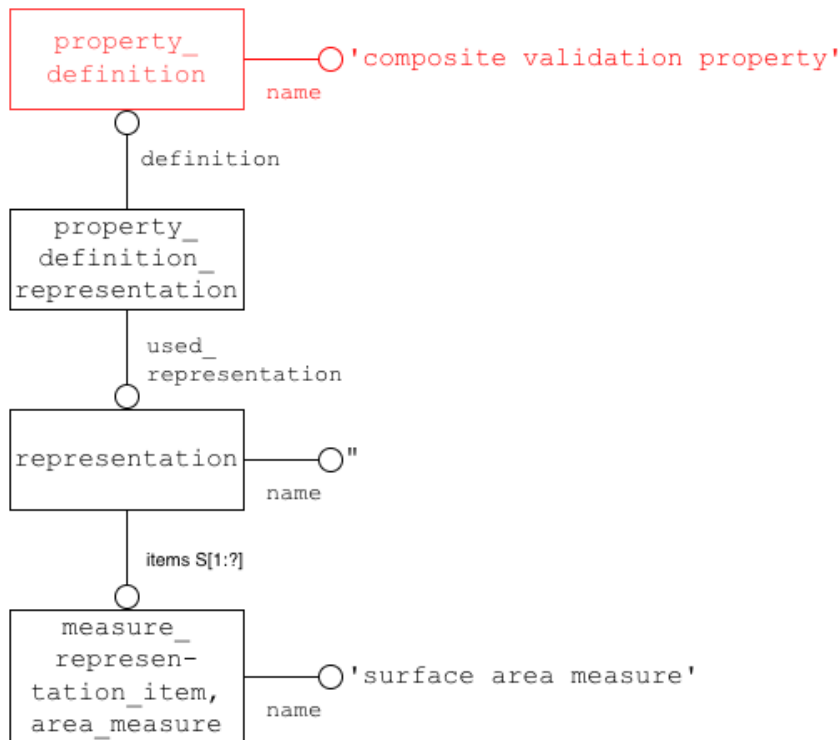 property_
definition
'composite validation property'
name
definition
property_
definition_
representation
used_
representation
representation
"
name
items S[1:?]
measure_
represen-
tation_item,
area_measure
'surface area measure'
name